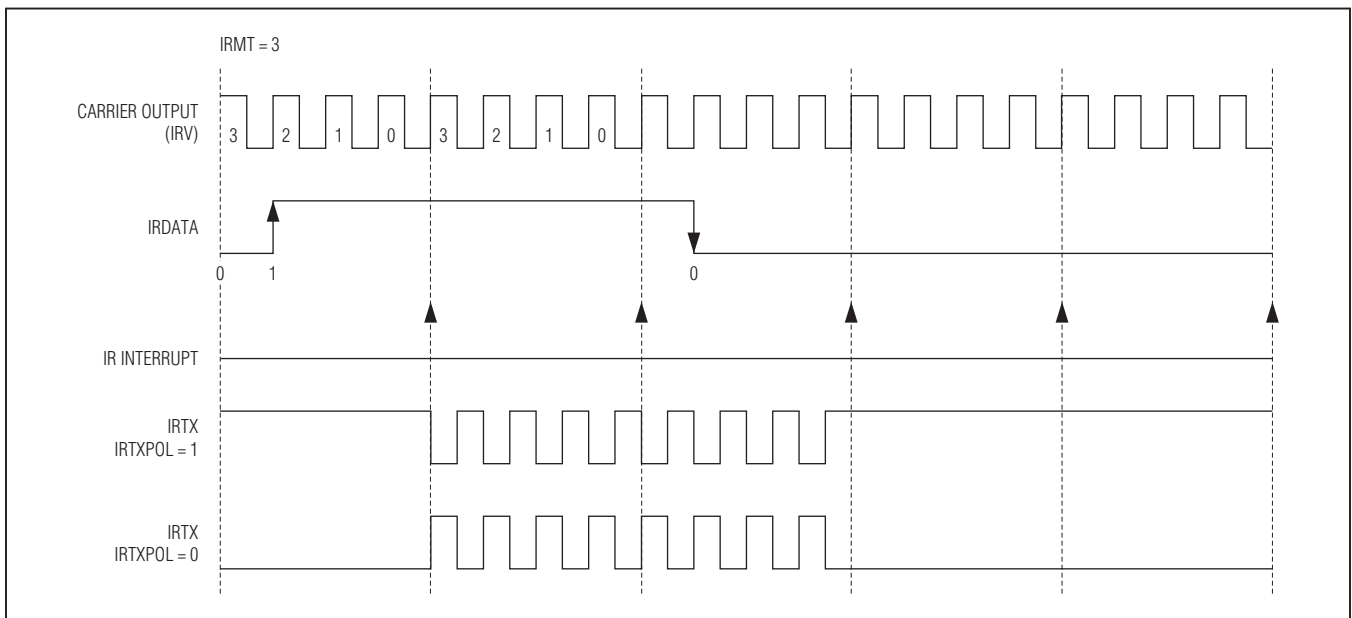 IRMT = 3
CARRIER OUTPUT
(IRV)
3 2 1 0 3 2 1 0
IRDATA
0 1 0
IR INTERRUPT
IRTX
IRTXPOL = 1
IRTX
IRTXPOL = 0